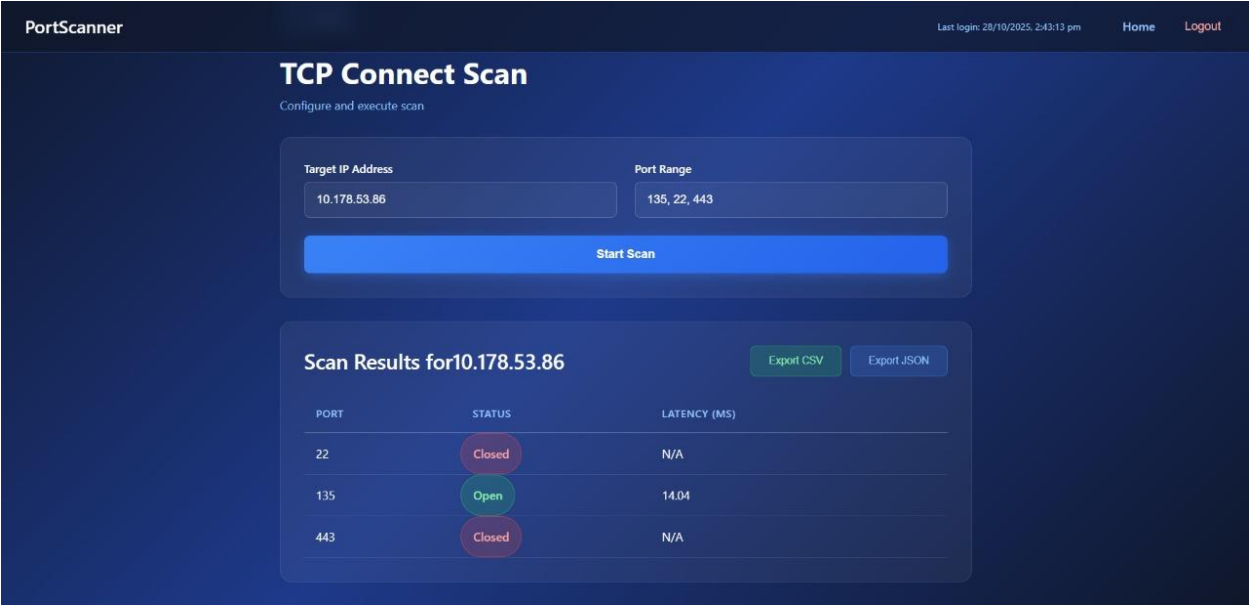 PortScanner
Last login: 28/10/2025, 2:43:13 pm
Home
Logout
TCP Connect Scan
Configure and execute scan
Target IP Address
Port Range
10.178.53.86
135, 22, 443
Start Scan
Scan Results for10.178.53.86
Export CSV
Export JSON
PORT STATUS LATENCY (MS)
22 Closed N/A
135 Open 14.04
443 Closed N/A